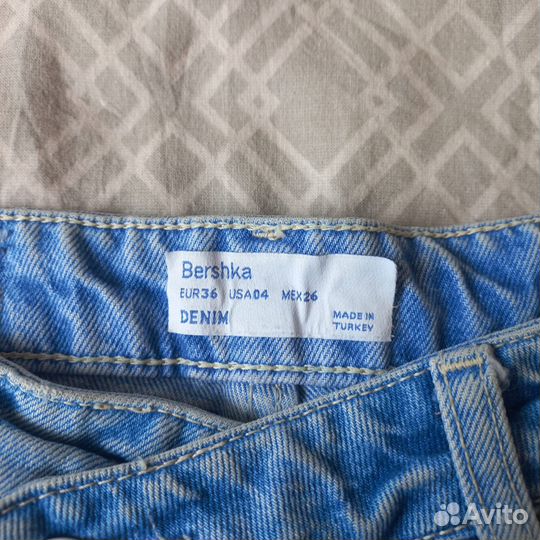 Bershka
EUR36 USA04 MEX26
DENIM
MADE IN
TURKEY
Avito